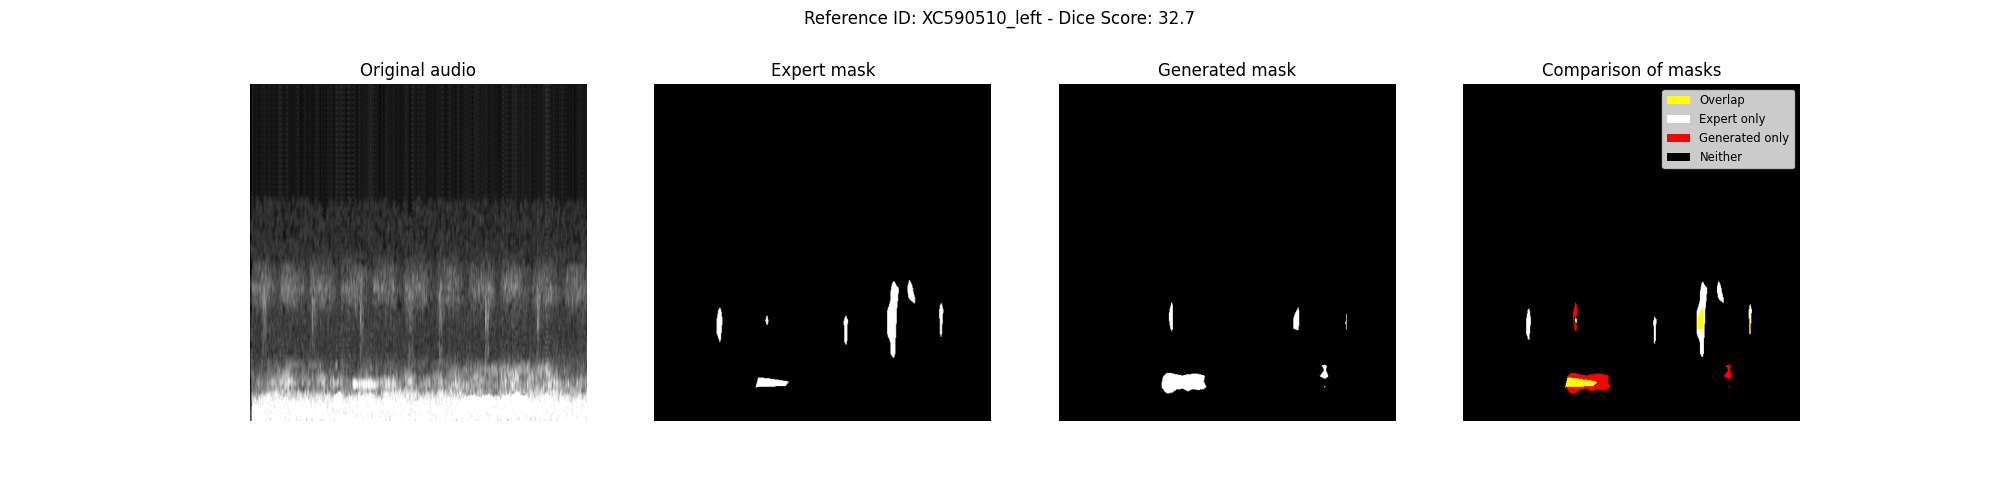 Reference ID: XC590510_left - Dice Score: 32.7
Original audio
Expert mask
Generated mask
Comparison of masks
Overlap
Expert only
Generated only
Neither